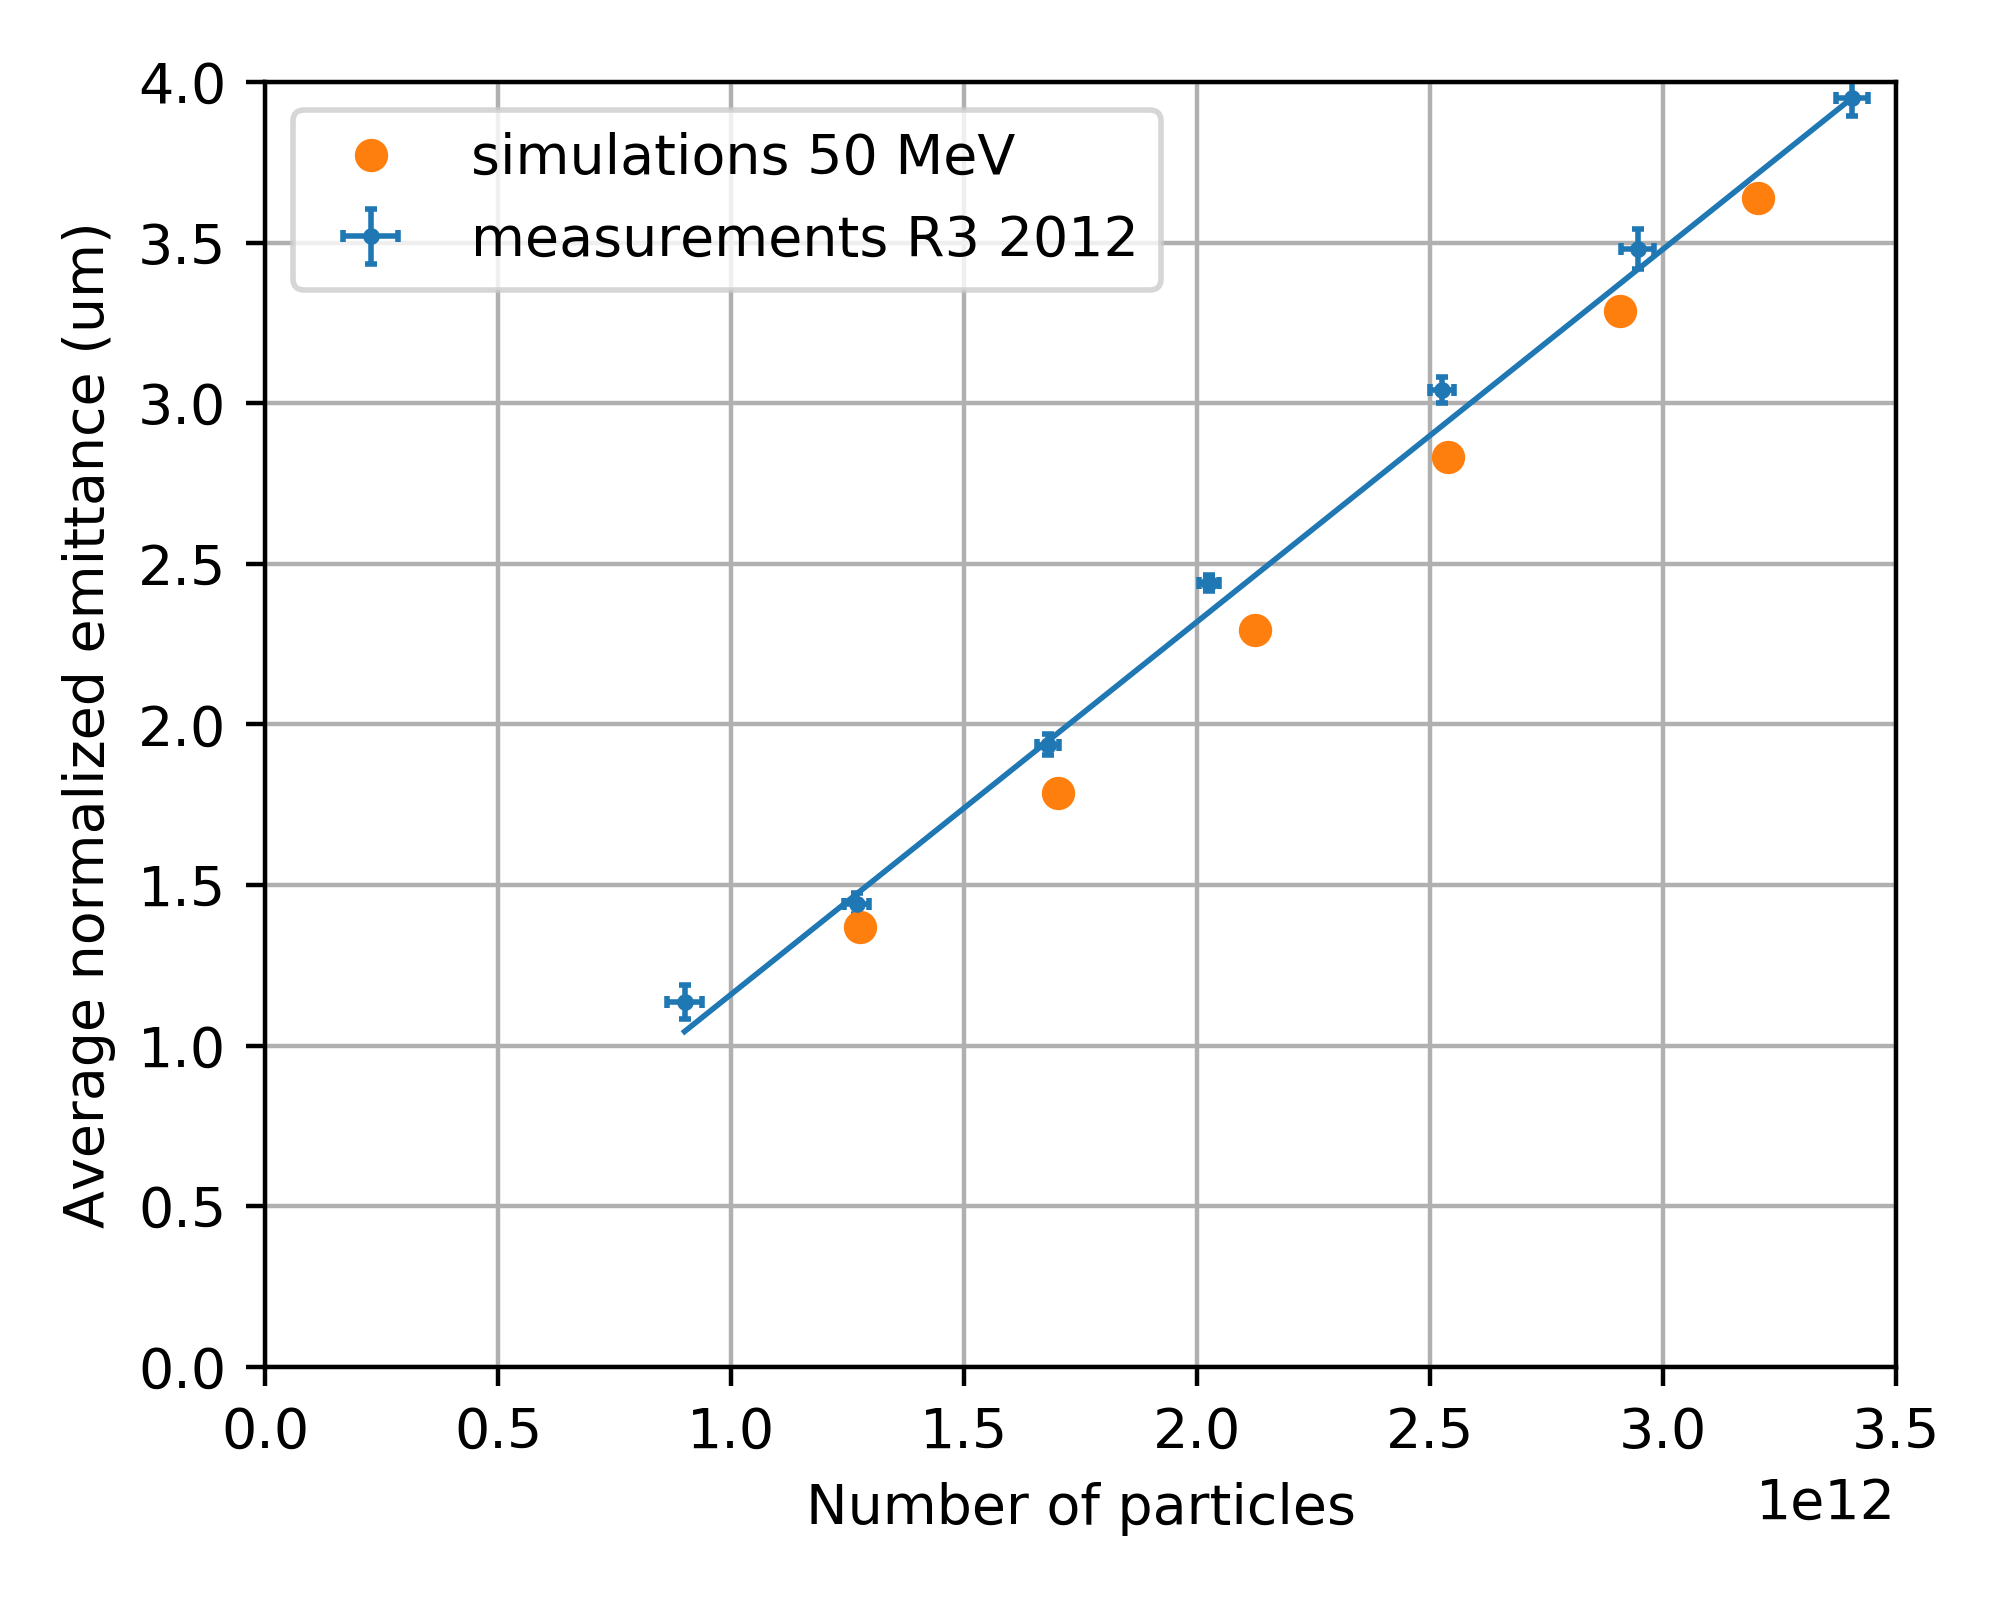 simulations 50 MeV
measurements R3 2012
Average normalized emittance (um)
4.0
3.5
3.0
2.5
2.0
1.5
1.0
0.5
0.0
0.0 0.5 1.0 1.5 2.0 2.5 3.0 3.5
1e12
Number of particles